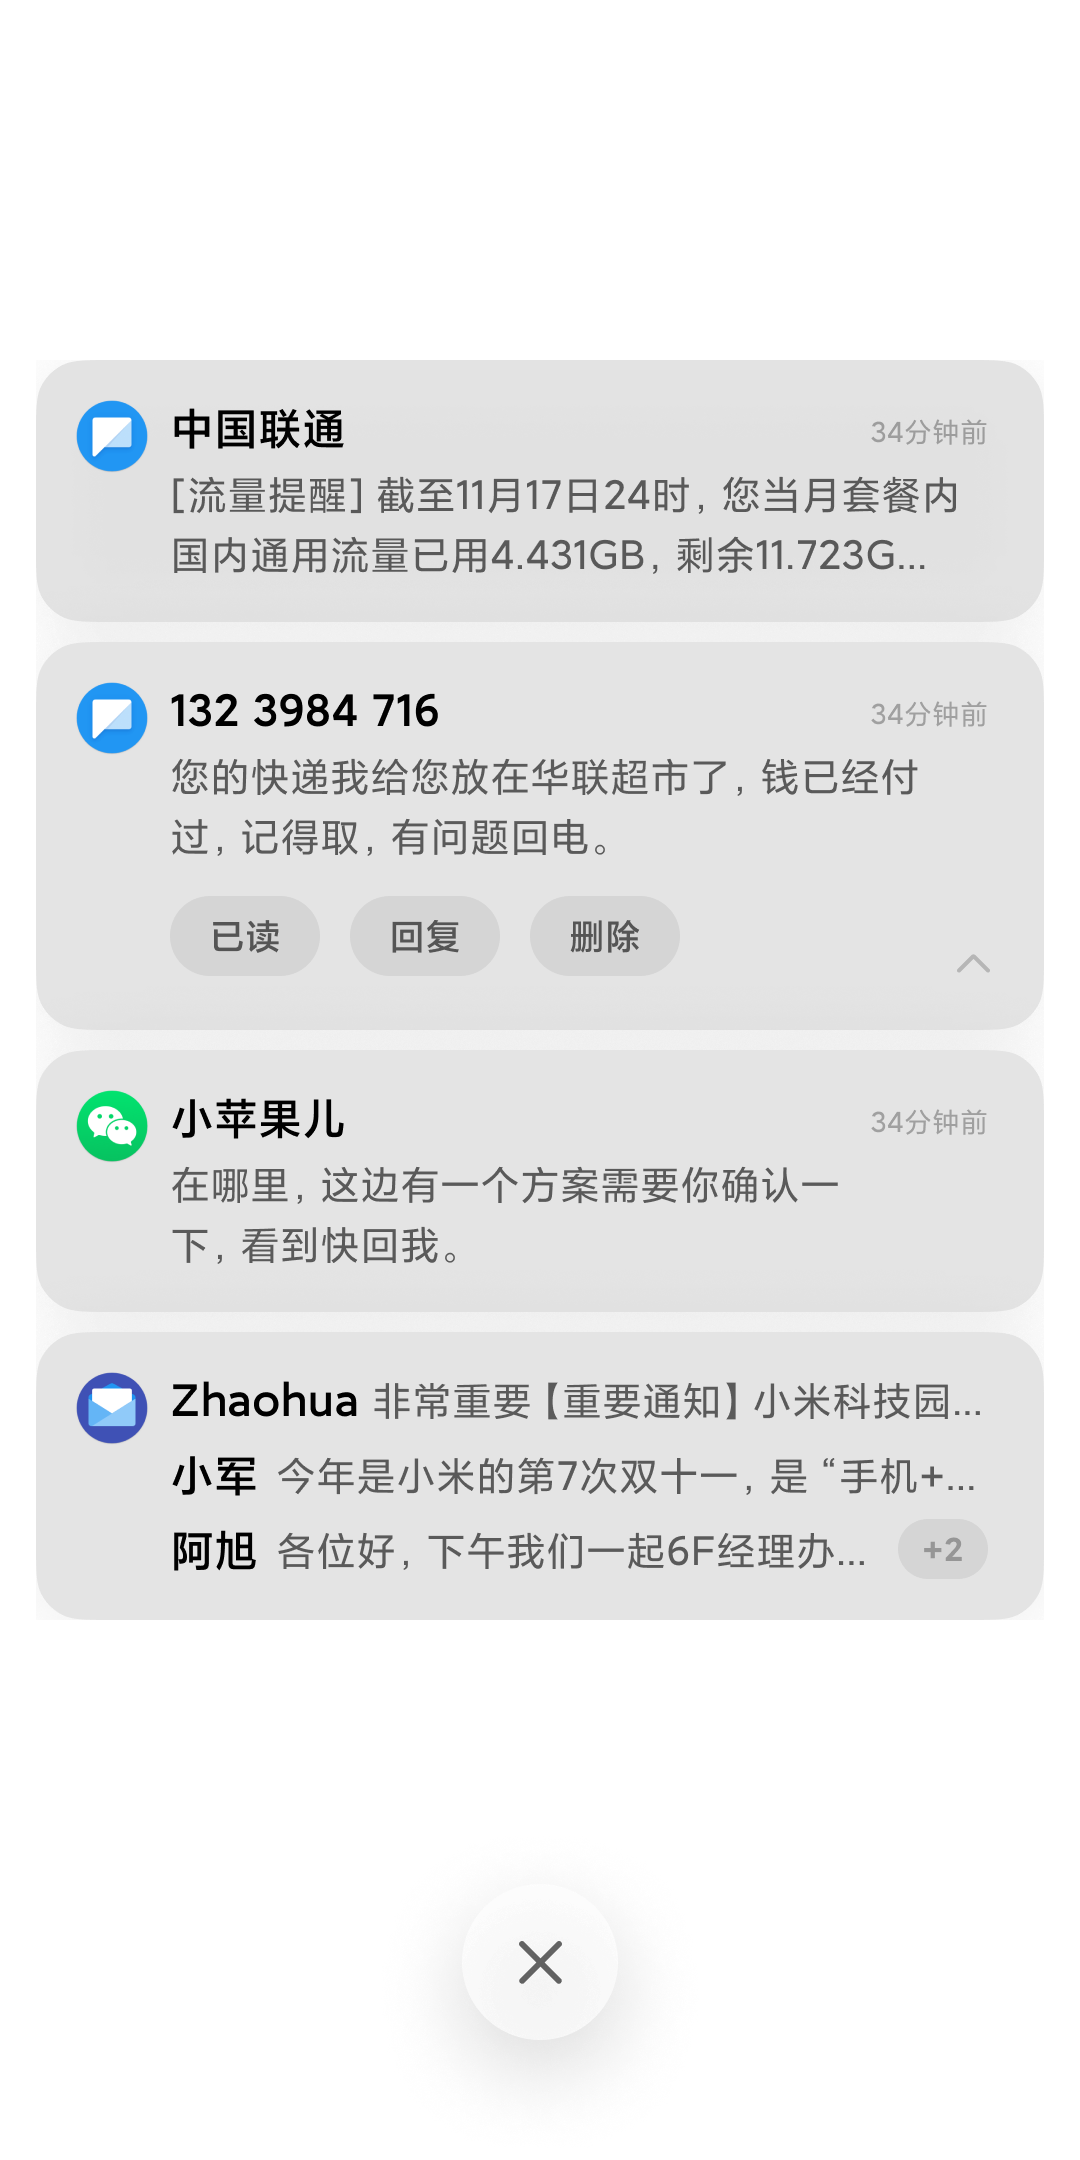 中国联通
34分钟前
[流量提醒] 截至11月17日24时, 您当月套餐内
国内通用流量已用4.431GB, 剩余11.723G...
132 3984 716
34分钟前
您的快递我给您放在华联超市了, 钱已经付
过, 记得取, 有问题回电。
已读 回复 删除
小苹果儿
34分钟前
在哪里, 这边有一个方案需要你确认一
下, 看到快回我。
Zhaohua 非常重要【重要通知】小米科技园...
小军 今年是小米的第7次双十一, 是 “手机+...
阿旭 各位好, 下午我们一起6F经理办... +2